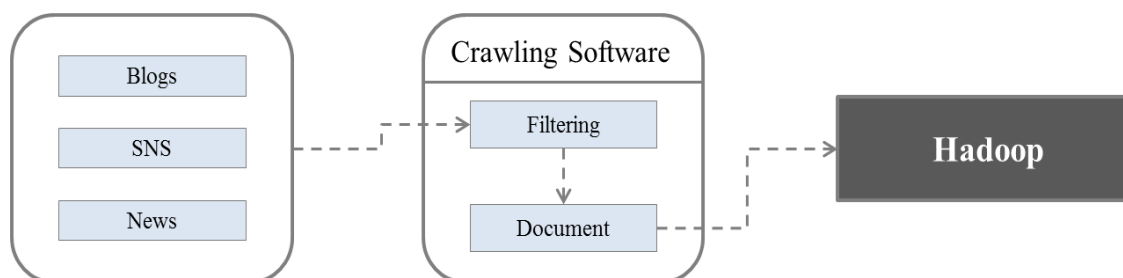 Blogs
SNS
News
Crawling Software
Filtering
Document
Hadoop